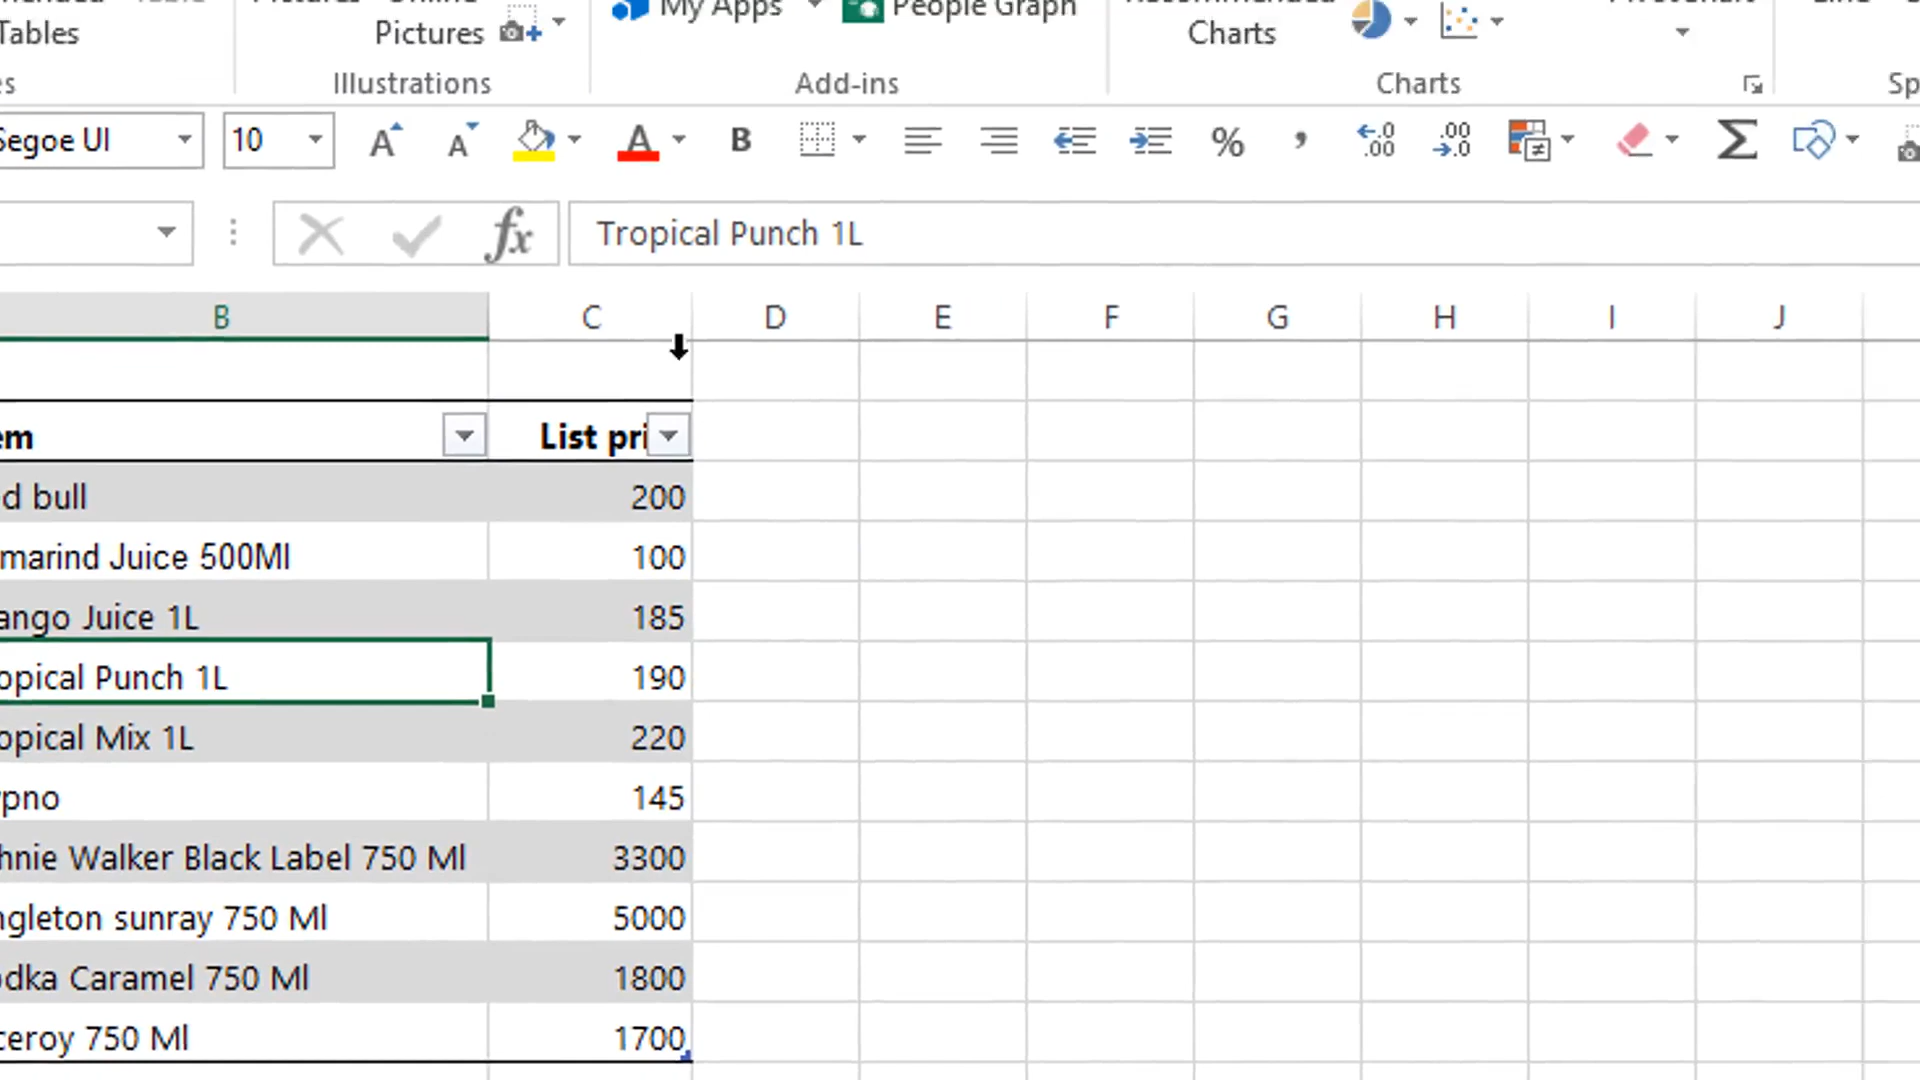 Tables
Pictures
My Apps
People Graph
Charts
Illustrations
Add-ins
Charts
Segoe UI
10
A
A
A
B
%
,
.00
.00
Σ
fx
Tropical Punch 1L
B C D E F G H I J
em List pri
d bull 200
marind Juice 500Ml 100
ango Juice 1L 185
opical Punch 1L 190
opical Mix 1L 220
pno 145
hnie Walker Black Label 750 Ml 3300
ngleton sunray 750 Ml 5000
odka Caramel 750 Ml 1800
ceroy 750 Ml 1700